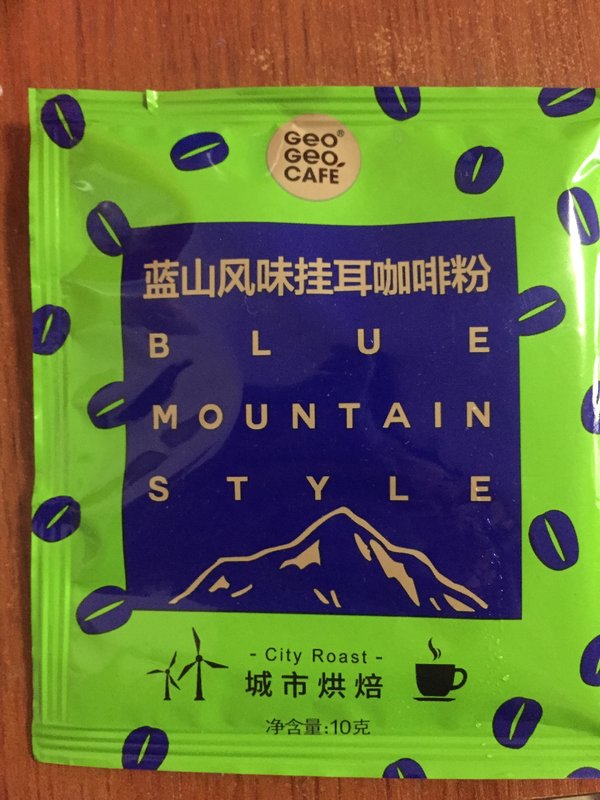 GEO®
GEO
CAFE
蓝山风味挂耳咖啡粉
BLUE
MOUNTAIN
STYLE
- City Roast -
城市烘焙
净含量:10克